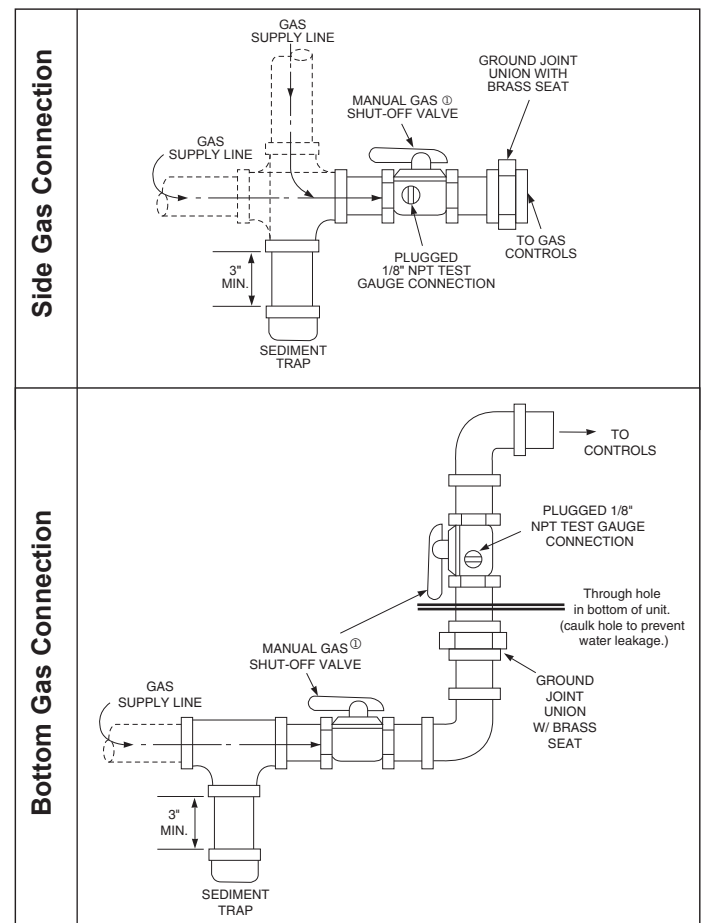 Side Gas Connection
GAS
SUPPLY LINE
GROUND JOINT
UNION WITH
BRASS SEAT
MANUAL GAS ①
SHUT-OFF VALVE
GAS
SUPPLY LINE
TO GAS
CONTROLS
PLUGGED
1/8" NPT TEST
GAUGE CONNECTION
3"
MIN.
SEDIMENT
TRAP
Bottom Gas Connection
TO
CONTROLS
PLUGGED 1/8"
NPT TEST GAUGE
CONNECTION
Through hole
in bottom of unit.
(caulk hole to prevent
water leakage.)
MANUAL GAS ①
SHUT-OFF VALVE
GROUND
JOINT
UNION
W/ BRASS
SEAT
GAS
SUPPLY LINE
3"
MIN.
SEDIMENT
TRAP